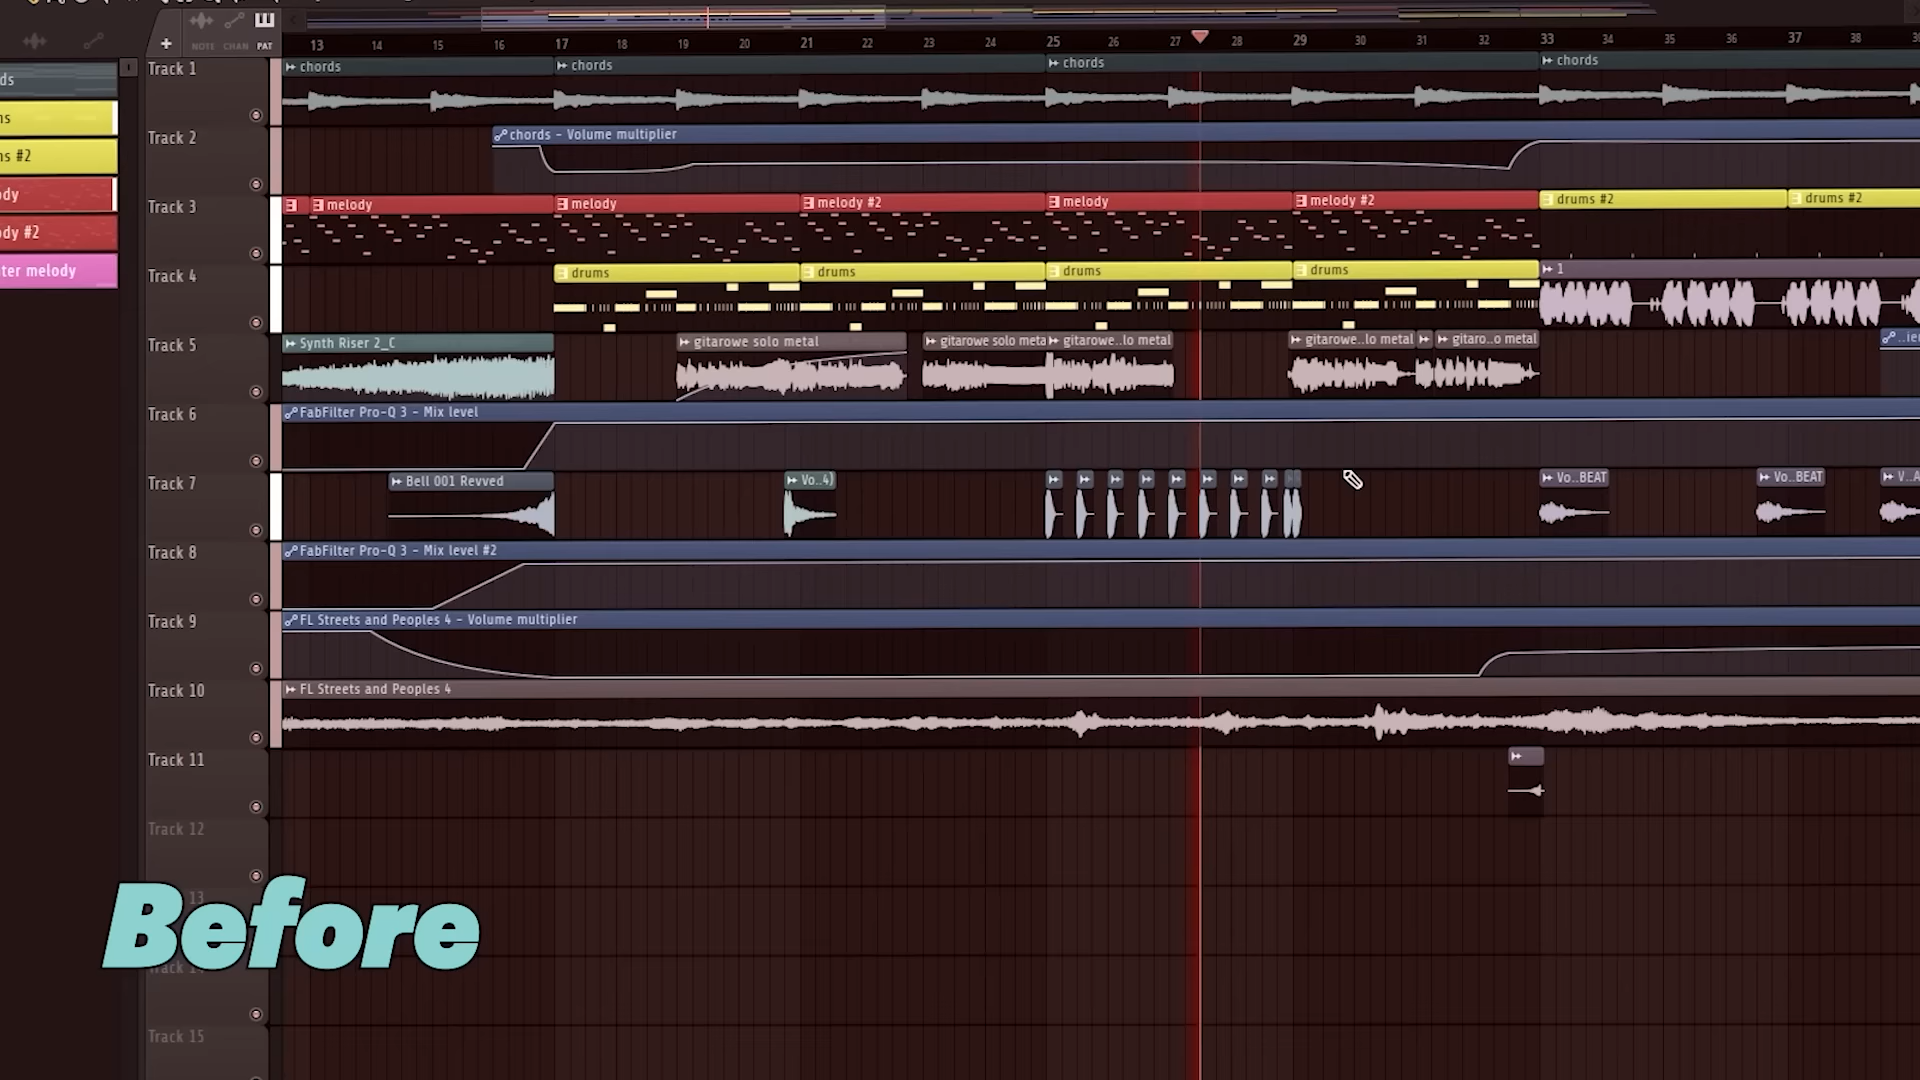 NOTE CHAN PAT
13 14 15 16 17 18 19 20 21 22 23 24 25 26 27 28 29 30 31 32 33 34 35 36 37 38
ds
ns
ns #2
ody
ody #2
ter melody
Track 1
chords chords chords chords
Track 2
chords - Volume multiplier
Track 3
melody melody melody #2 melody melody #2 drums #2 drums #2
Track 4
drums drums drums drums 1
Track 5
Synth Riser 2_C gitarowe solo metal gitarowe solo meta gitarowe..lo metal gitarowe..lo metal gitaro..o metal
Track 6
FabFilter Pro-Q 3 - Mix level
Track 7
Bell 001 Revved Vo..4) Vo..BEAT Vo..BEAT V..A
Track 8
FabFilter Pro-Q 3 - Mix level #2
Track 9
FL Streets and Peoples 4 - Volume multiplier
Track 10
FL Streets and Peoples 4
Track 11
Track 12
13
Before
Track 15